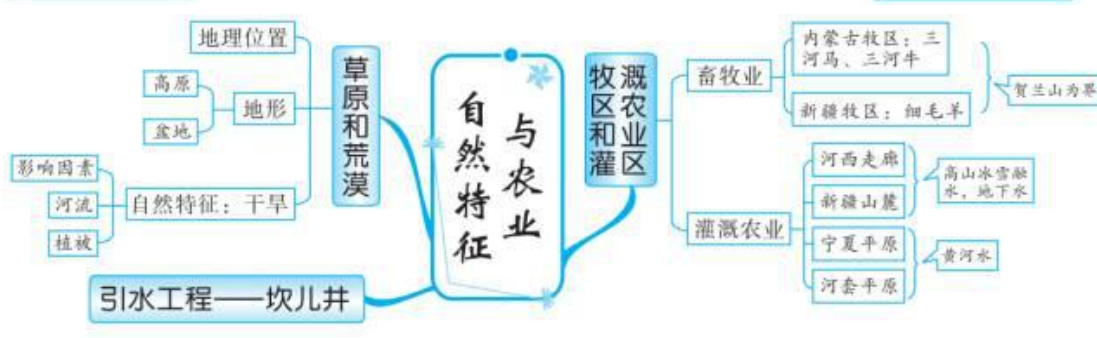 自然特征
与农业
草原和荒漠
地理位置
地形
高原
盆地
自然特征：干旱
影响因素
河流
植被
引水工程——坎儿井
牧区和灌
溉农业区
畜牧业
内蒙古牧区：三
河马、三河牛
新疆牧区：细毛羊
贺兰山为界
灌溉农业
河西走廊
新疆山麓
高山冰雪融
水，地下水
宁夏平原
河套平原
黄河水